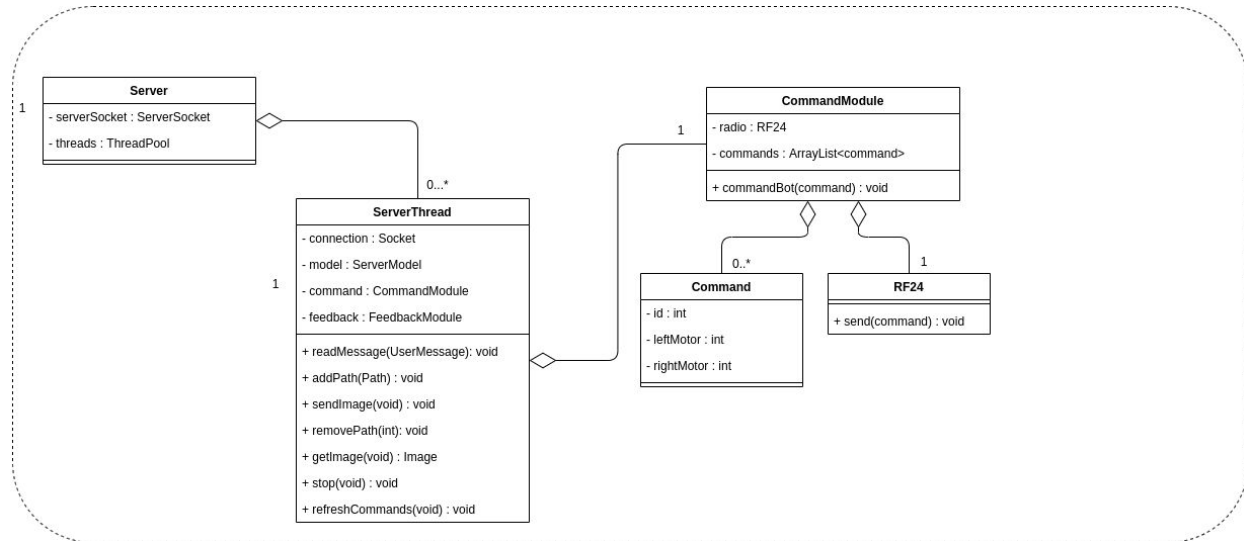 Server
1
- serverSocket : ServerSocket
- threads : ThreadPool
0...*
ServerThread
- connection : Socket
- model : ServerModel
1
- command : CommandModule
- feedback : FeedbackModule
+ readMessage(UserMessage): void
+ addPath(Path) : void
+ sendImage(void) : void
+ removePath(int): void
+ getImage(void) : Image
+ stop(void) : void
+ refreshCommands(void) : void
CommandModule
1
- radio : RF24
- commands : ArrayList<command>
+ commandBot(command) : void
0..*
Command
- id : int
- leftMotor : int
- rightMotor : int
1
RF24
+ send(command) : void